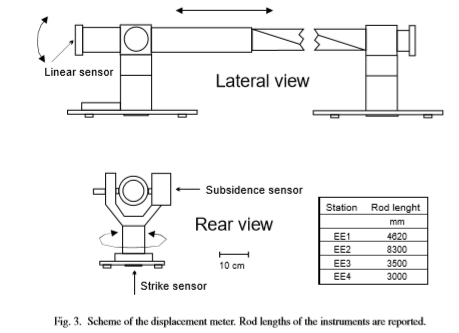 Linear sensor
Lateral view
Subsidence sensor
Rear view
10 cm
Strike sensor
Station Rod lenght
mm
EE1 4620
EE2 8300
EE3 3500
EE4 3000
Fig. 3. Scheme of the displacement meter. Rod lengths of the instruments are reported.